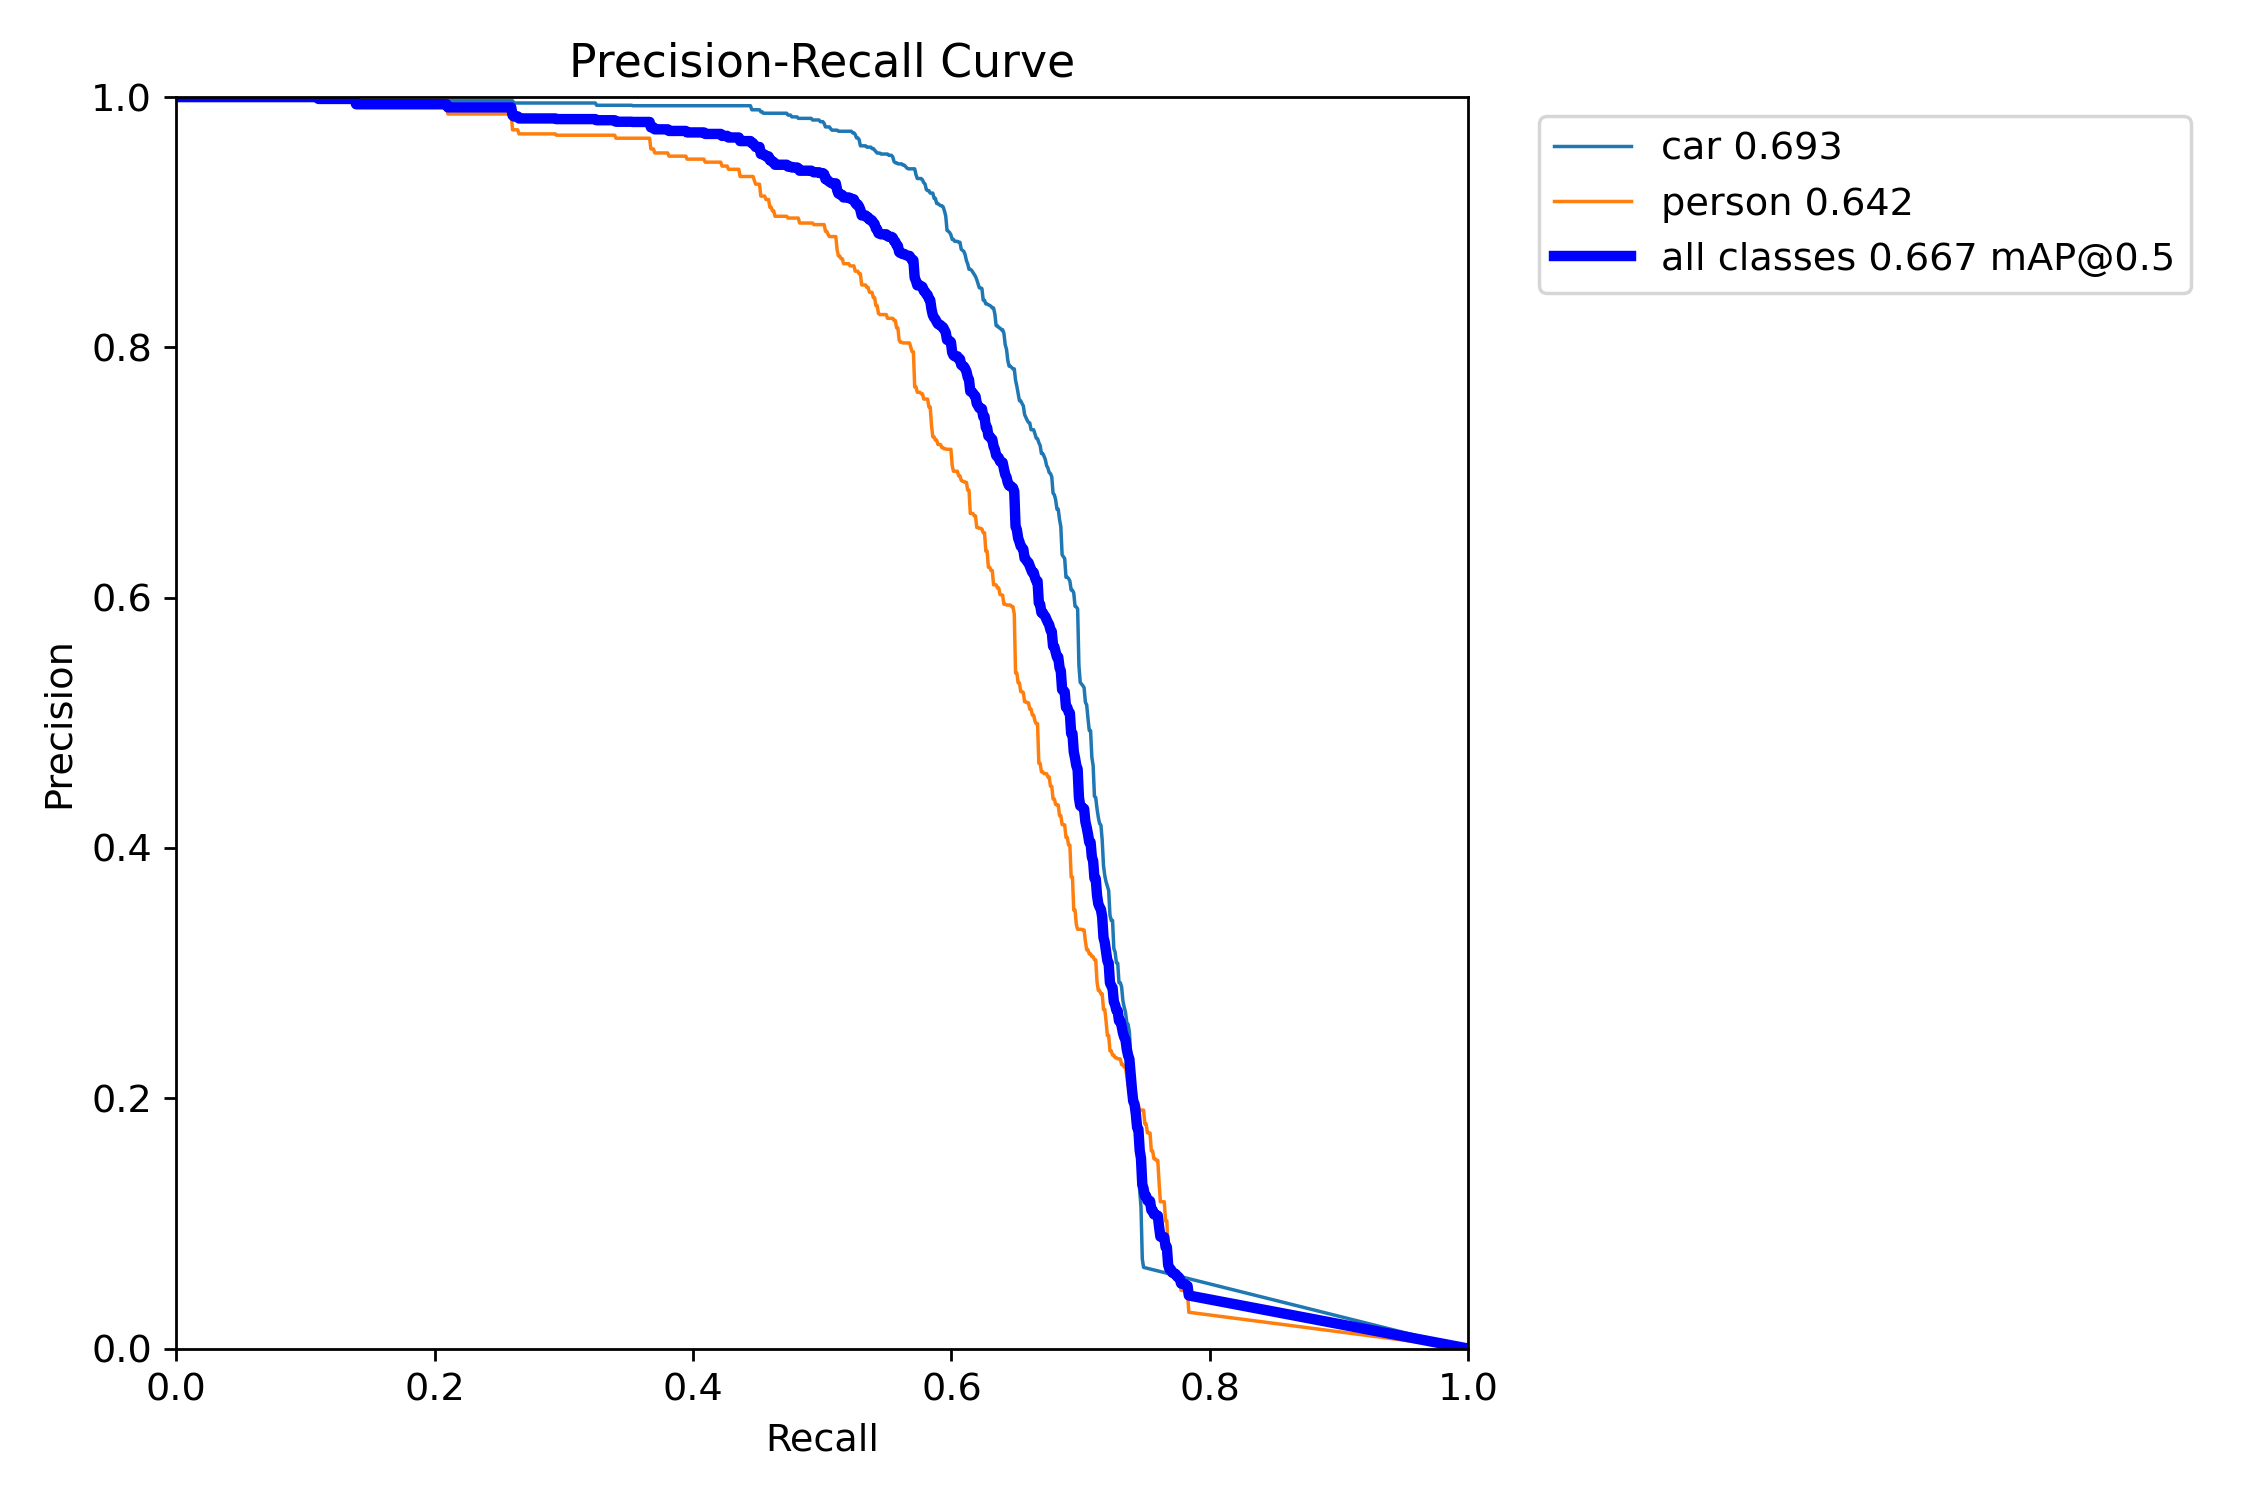 Precision-Recall Curve
1.0
0.8
0.6
0.4
0.2
0.0
Precision
0.0 0.2 0.4 0.6 0.8 1.0
Recall
car 0.693
person 0.642
all classes 0.667 mAP@0.5